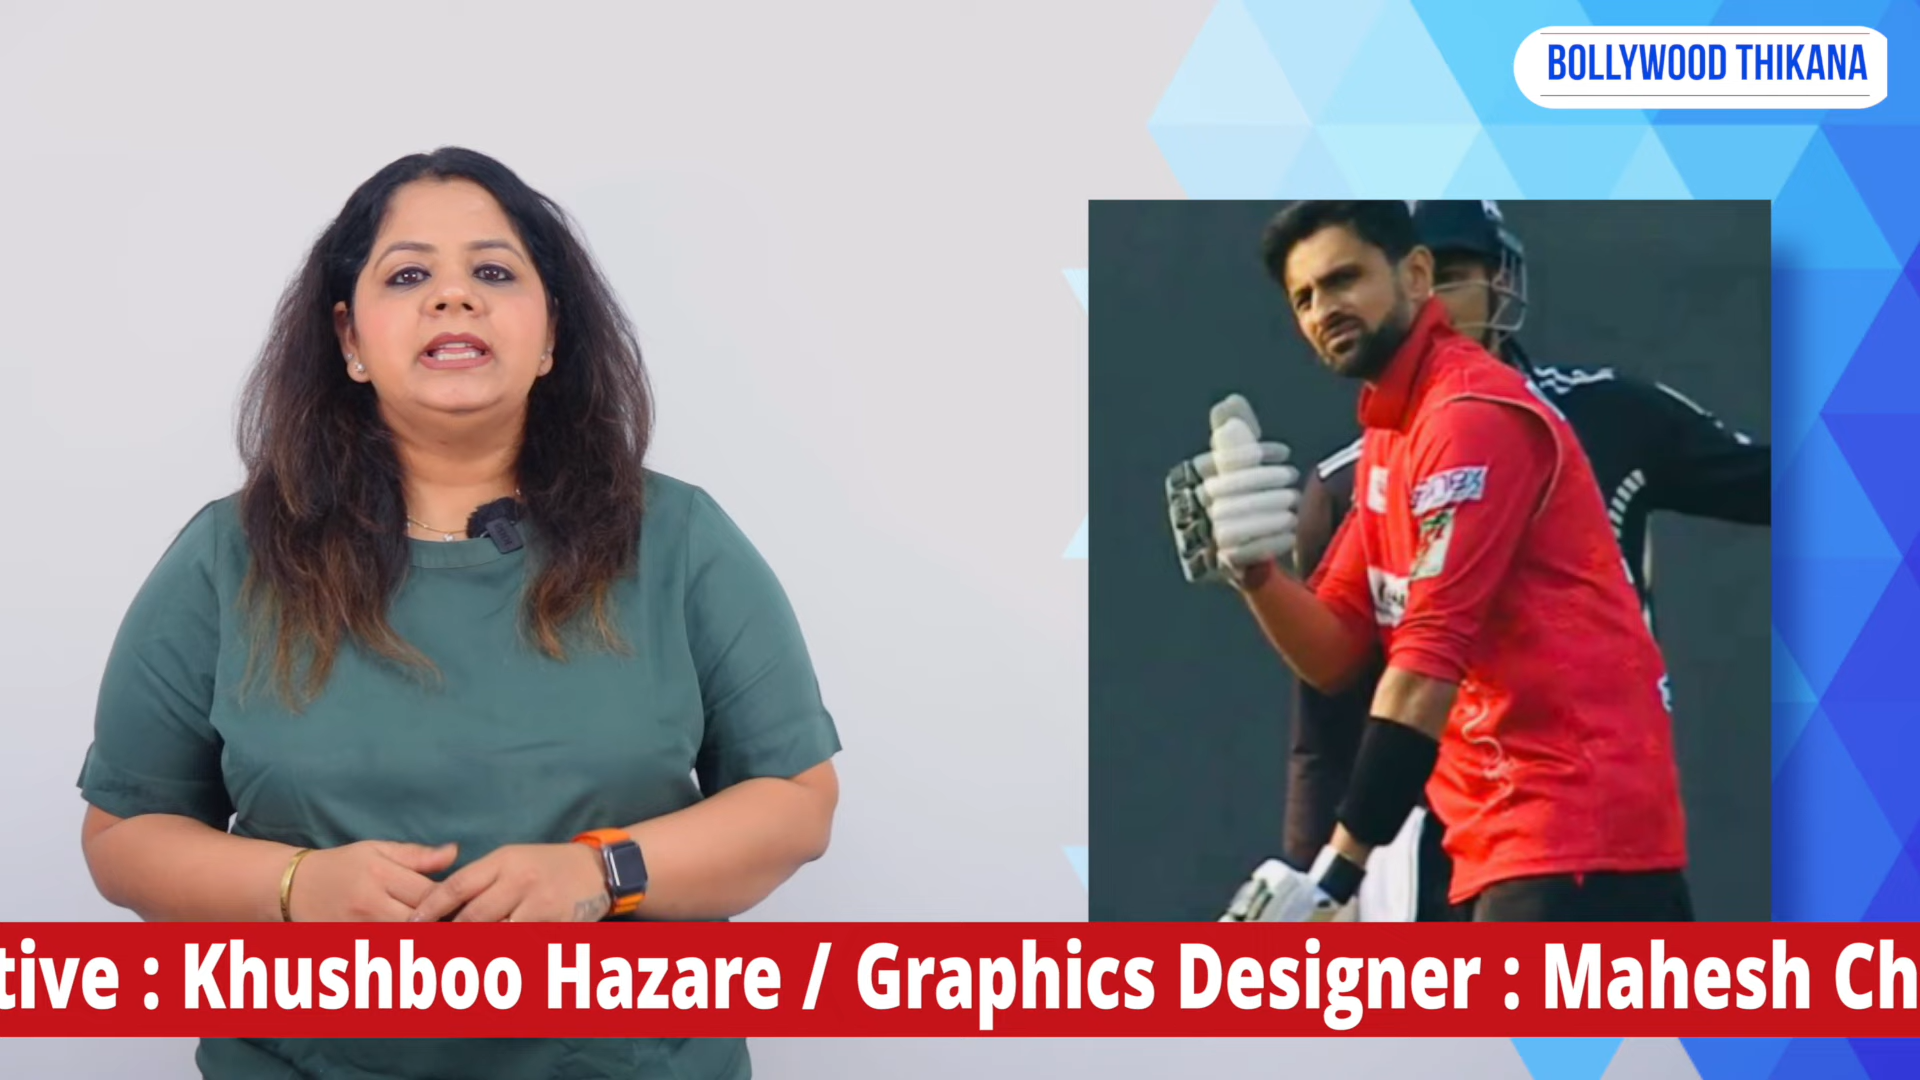 BOLLYWOOD THIKANA
tive : Khushboo Hazare / Graphics Designer : Mahesh Ch